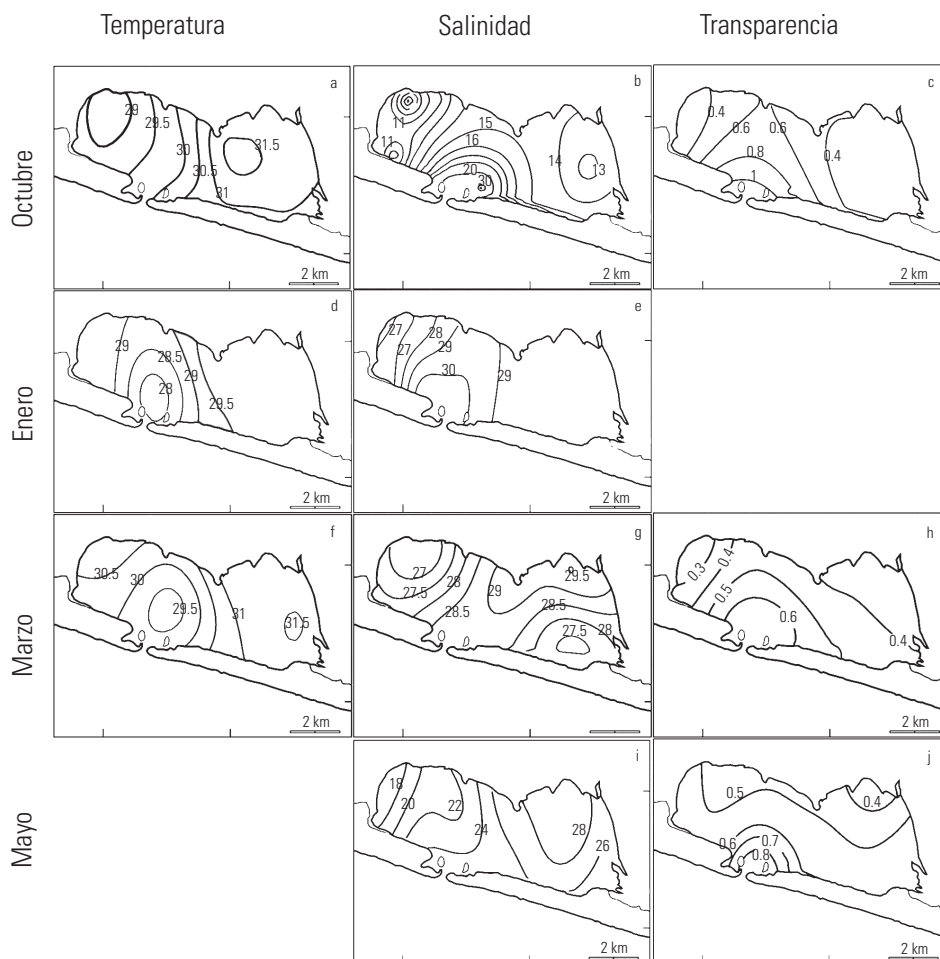 Temperatura Salinidad Transparencia
Octubre
a
29
29.5
30
30.5
31
31.5
2 km
b
11
11
15
16
20
30
14
13
2 km
c
0.4
0.6
0.6
0.8
1
0.4
2 km
Enero
d
29
28.5
28
29
29.5
2 km
e
27
27
28
29
30
29
2 km
Marzo
f
30.5
30
29.5
31
31.5
2 km
g
27
27.5
28
28.5
29
29.5
28.5
27.5
28
2 km
h
0.3
0.4
0.5
0.6
0.4
2 km
Mayo
i
18
20
22
24
28
26
2 km
j
0.5
0.4
0.6
0.7
0.8
2 km